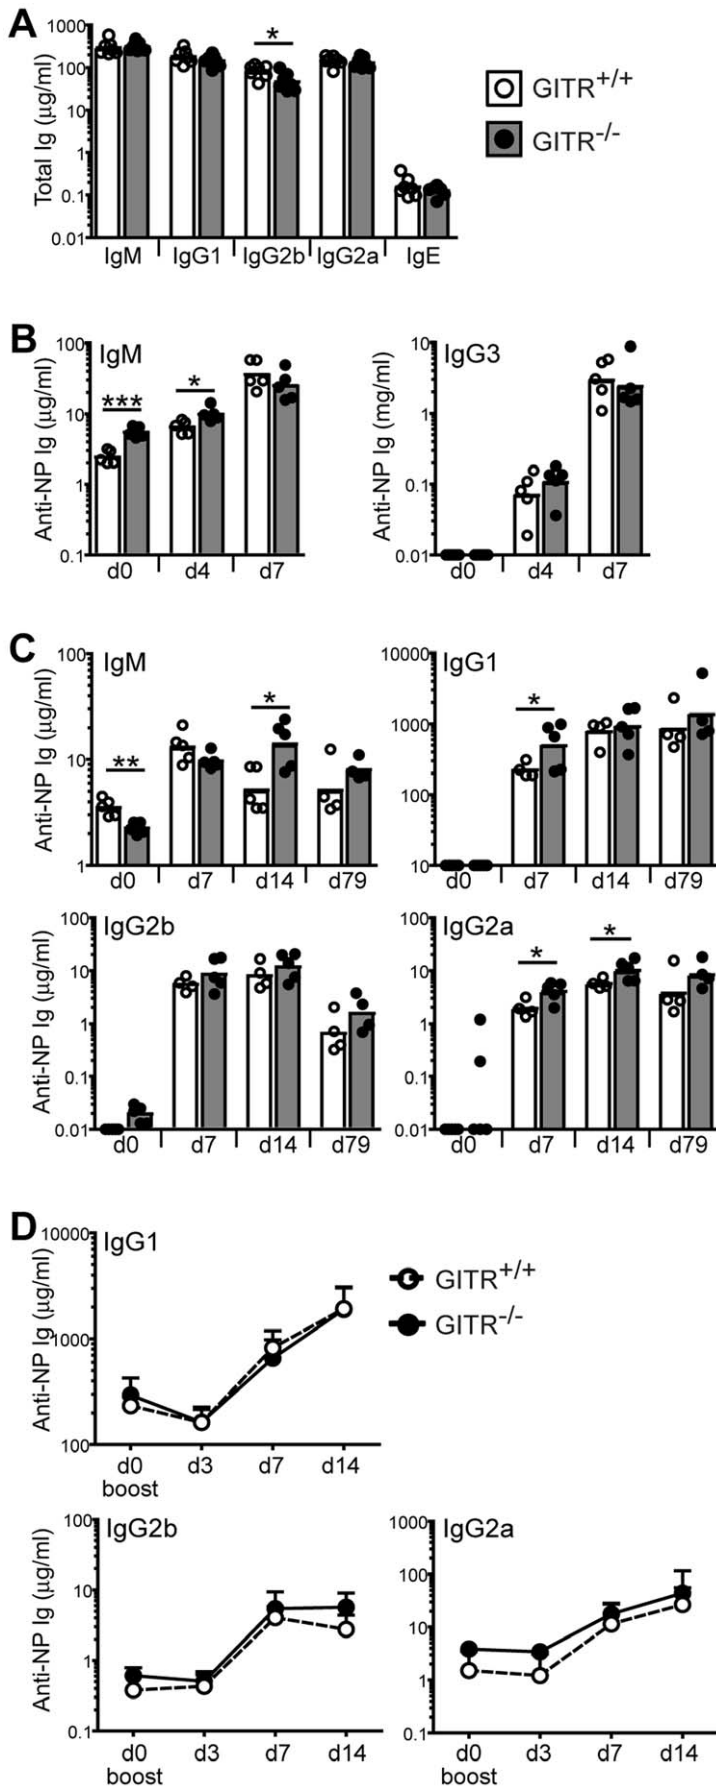 A
Total Ig (µg/ml)
1000
100
10
1
0.1
0.01
*
IgM IgG1 IgG2b IgG2a IgE
GITR+/+
GITR-/-
B
Anti-NP Ig (µg/ml)
IgM
100
10
1
0.1
***
*
d0 d4 d7
Anti-NP Ig (mg/ml)
IgG3
10
1
0.1
0.01
d0 d4 d7
C
Anti-NP Ig (µg/ml)
IgM
100
10
1
**
*
d0 d7 d14 d79
IgG1
10000
1000
100
10
*
d0 d7 d14 d79
Anti-NP Ig (µg/ml)
IgG2b
100
10
1
0.1
0.01
d0 d7 d14 d79
Anti-NP Ig (µg/ml)
IgG2a
100
10
1
0.1
0.01
*
*
d0 d7 d14 d79
D
Anti-NP Ig (µg/ml)
IgG1
10000
1000
100
d0 d3 d7 d14
boost
GITR+/+
GITR-/-
Anti-NP Ig (µg/ml)
IgG2b
100
10
1
0.1
d0 d3 d7 d14
boost
IgG2a
1000
100
10
1
0.1
d0 d3 d7 d14
boost